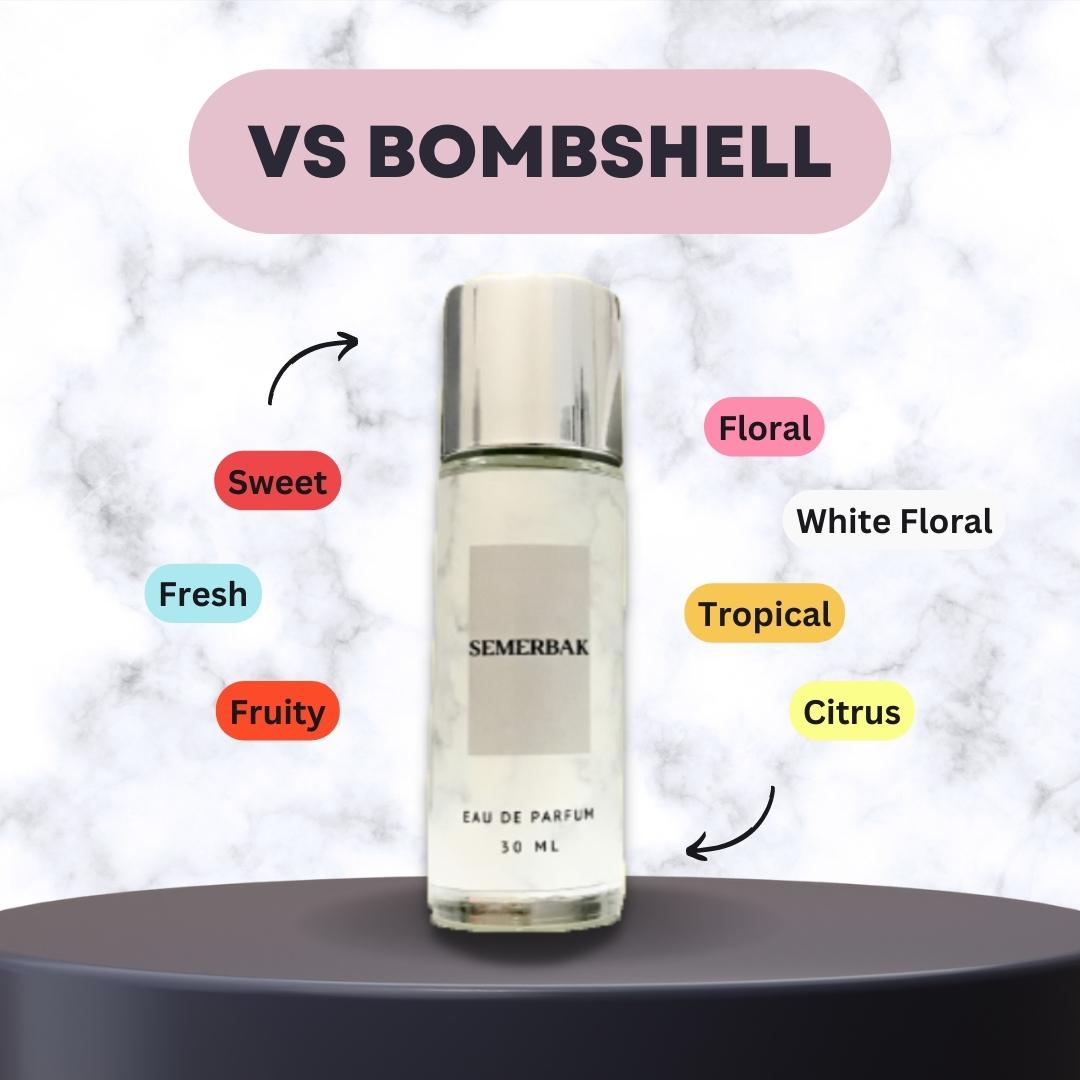 VS BOMBSHELL
Sweet
Fresh
Fruity
Floral
White Floral
Tropical
Citrus
SEMERBAK
EAU DE PARFUM
30 ML